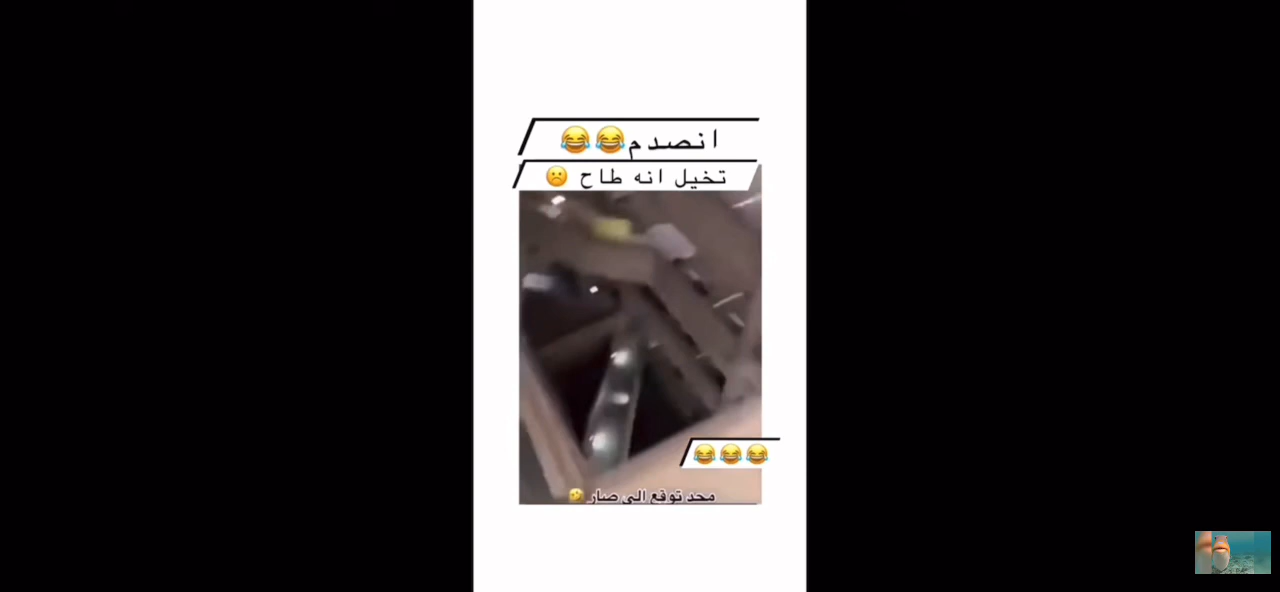 انصدم😂😂
تخيل انه طاح ☹️
😂😂😂
محد توقع الي صار 🤣